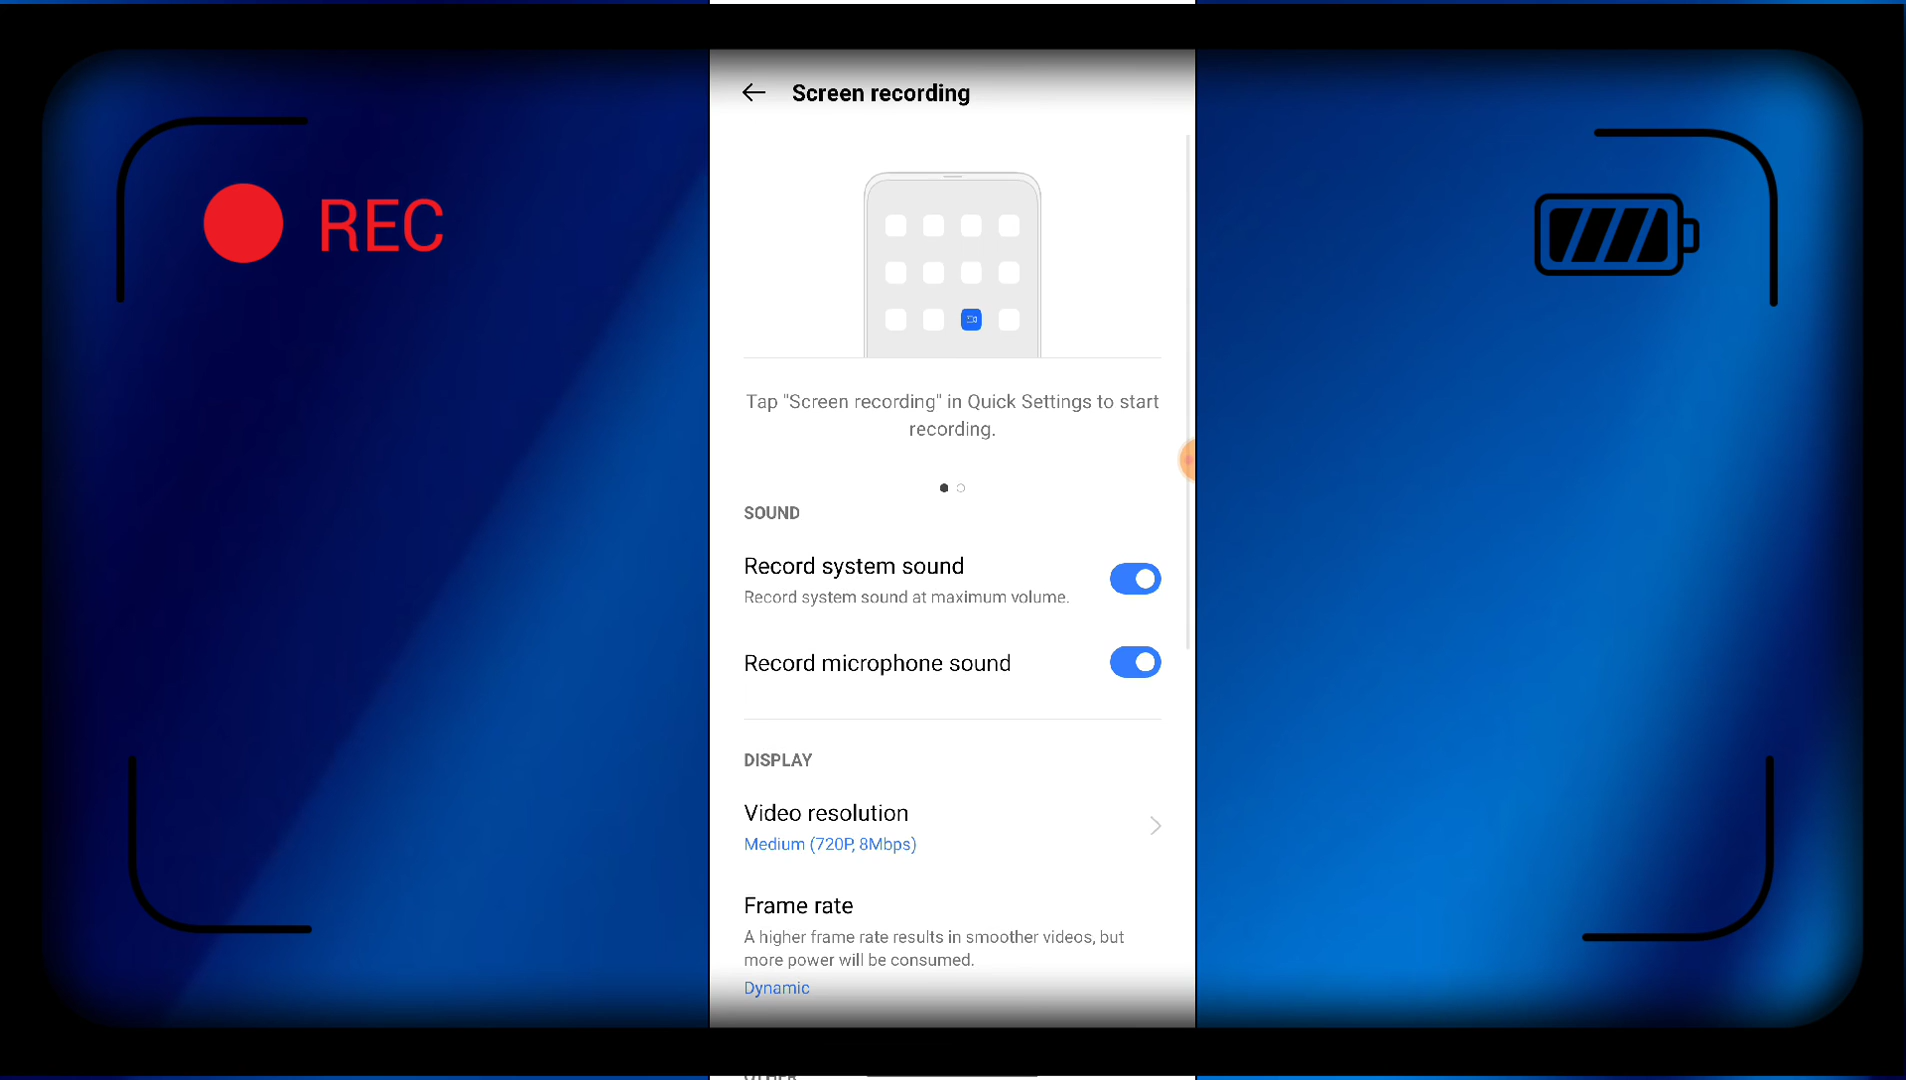 Screen recording
REC
Tap "Screen recording" in Quick Settings to start
recording.
SOUND
Record system sound
Record system sound at maximum volume.
Record microphone sound
DISPLAY
Video resolution
Medium (720P, 8Mbps)
Frame rate
A higher frame rate results in smoother videos, but
more power will be consumed.
Dynamic
OTHER